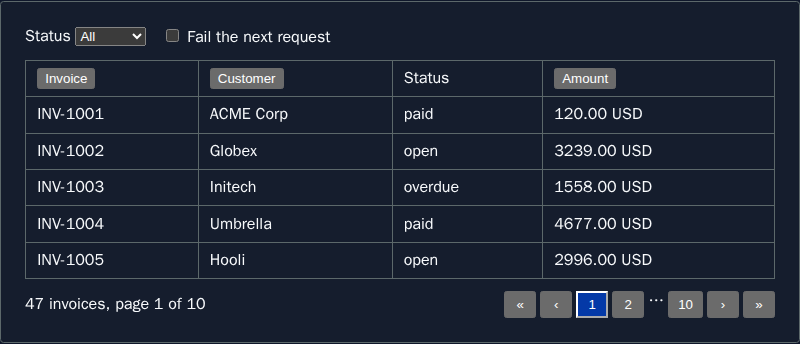 Status All Fail the next request
Invoice Customer Status Amount
INV-1001 ACME Corp paid 120.00 USD
INV-1002 Globex open 3239.00 USD
INV-1003 Initech overdue 1558.00 USD
INV-1004 Umbrella paid 4677.00 USD
INV-1005 Hooli open 2996.00 USD
47 invoices, page 1 of 10 « ‹ 1 2 … 10 › »